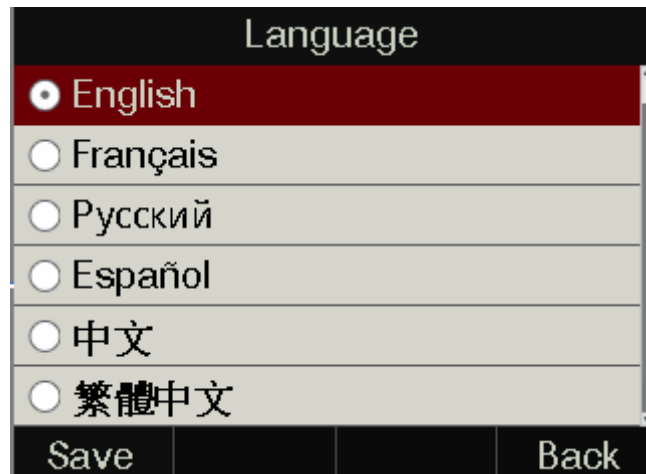 Language
English
Français
Русский
Español
中文
繁體中文
Save Back